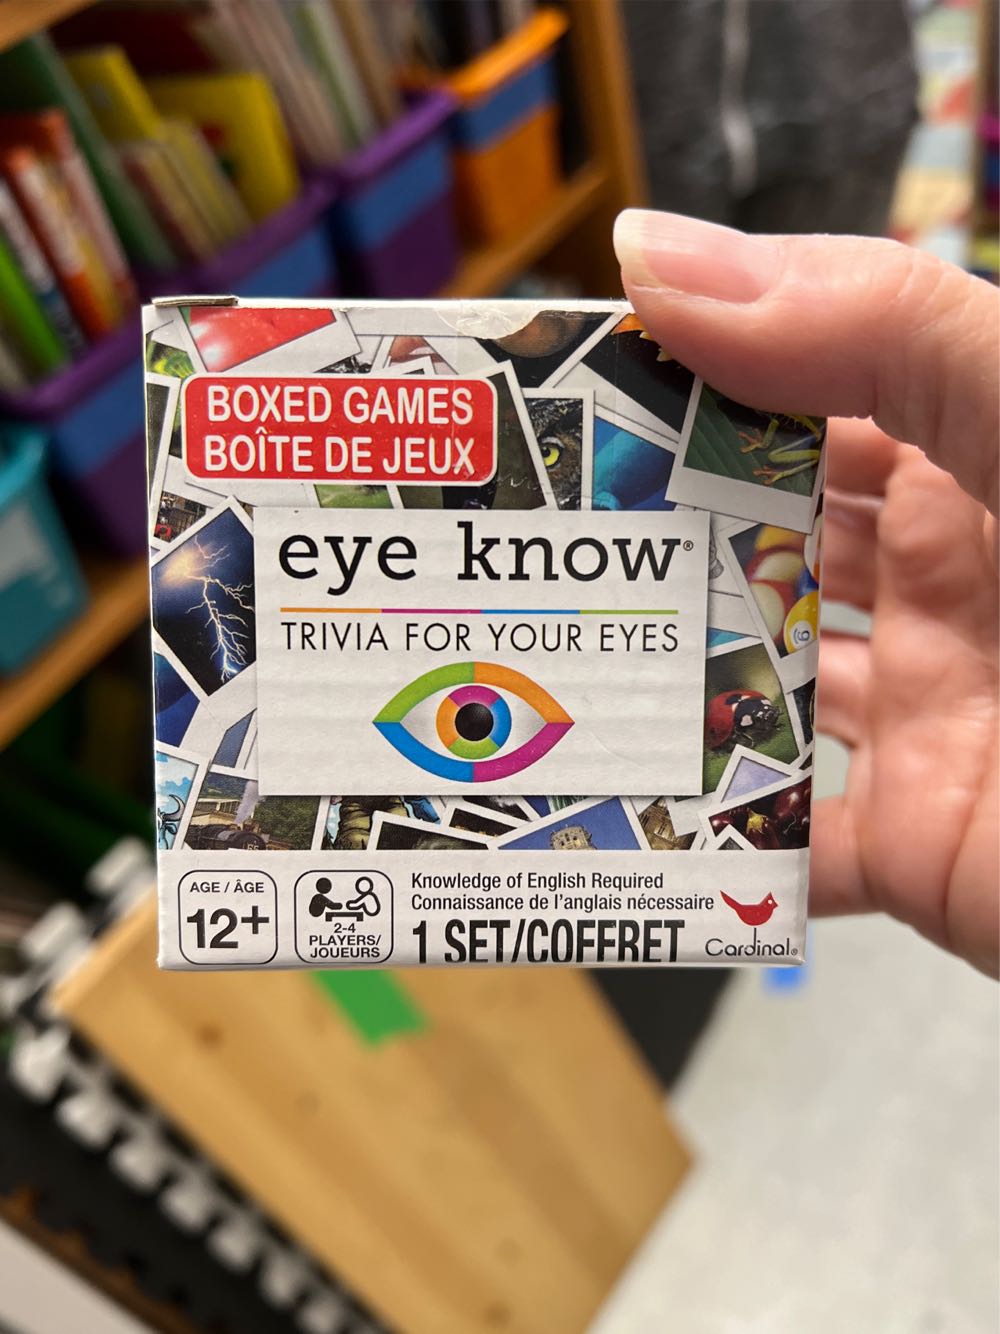 BOXED GAMES
BOÎTE DE JEUX
eye know®
TRIVIA FOR YOUR EYES
AGE / ÂGE
12+
2-4
PLAYERS/
JOUEURS
Knowledge of English Required
Connaissance de l'anglais nécessaire
1 SET/COFFRET
Cardinal®